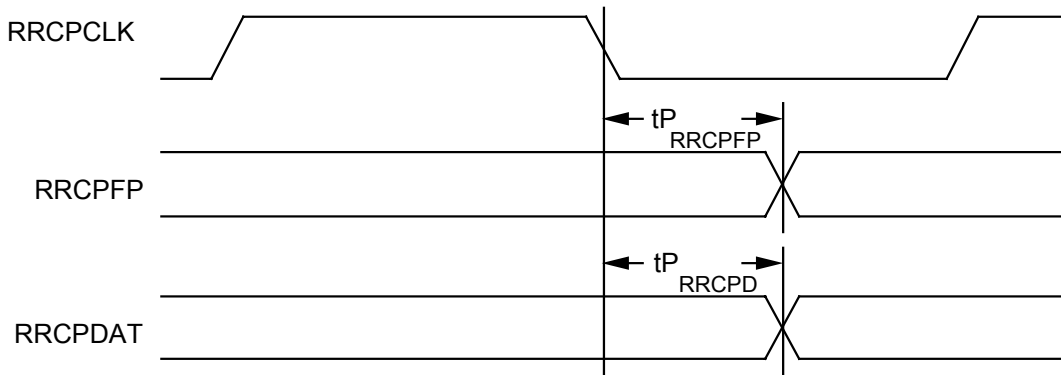 RRCPCLK
tP
RRCPFP
RRCPFP
tP
RRCPD
RRCPDAT